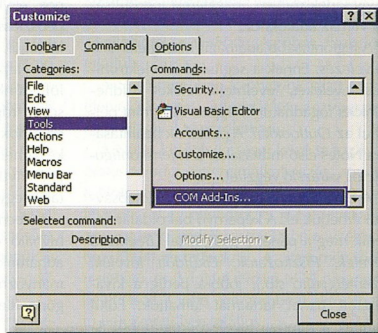 Customize
Toolbars Commands Options
Categories:
File
Edit
View
Tools
Actions
Help
Macros
Menu Bar
Standard
Web
Commands:
Security...
Visual Basic Editor
Accounts...
Customize...
Options...
COM Add-Ins...
Selected command:
Description Modify Selection
Close